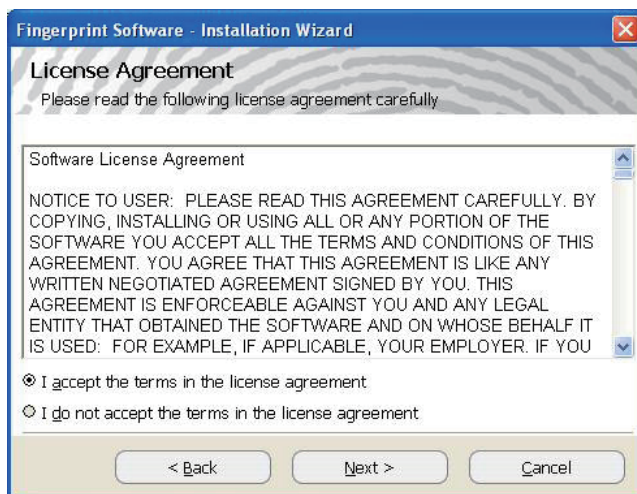 Fingerprint Software - Installation Wizard
License Agreement
Please read the following license agreement carefully
Software License Agreement
NOTICE TO USER: PLEASE READ THIS AGREEMENT CAREFULLY. BY
COPYING, INSTALLING OR USING ALL OR ANY PORTION OF THE
SOFTWARE YOU ACCEPT ALL THE TERMS AND CONDITIONS OF THIS
AGREEMENT. YOU AGREE THAT THIS AGREEMENT IS LIKE ANY
WRITTEN NEGOTIATED AGREEMENT SIGNED BY YOU. THIS
AGREEMENT IS ENFORCEABLE AGAINST YOU AND ANY LEGAL
ENTITY THAT OBTAINED THE SOFTWARE AND ON WHOSE BEHALF IT
IS USED: FOR EXAMPLE, IF APPLICABLE, YOUR EMPLOYER. IF YOU
I accept the terms in the license agreement
I do not accept the terms in the license agreement
< Back
Next >
Cancel